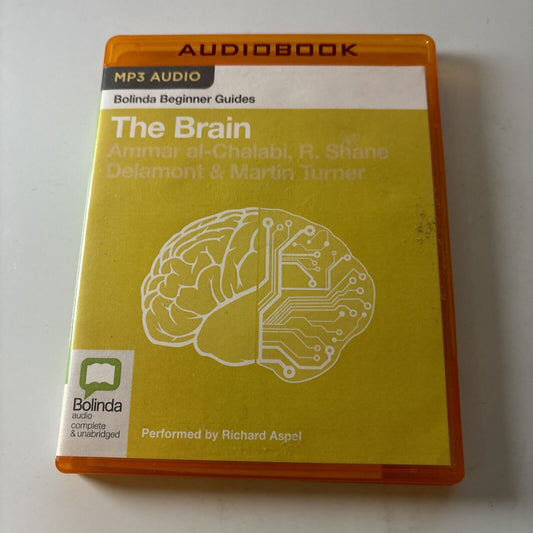 AUDIOBOOK
MP3 AUDIO
Bolinda Beginner Guides
The Brain
Ammar al-Chalabi, R. Shane
Delamont & Martin Turner
Bolinda
audio
complete
& unabridged
Performed by Richard Aspel